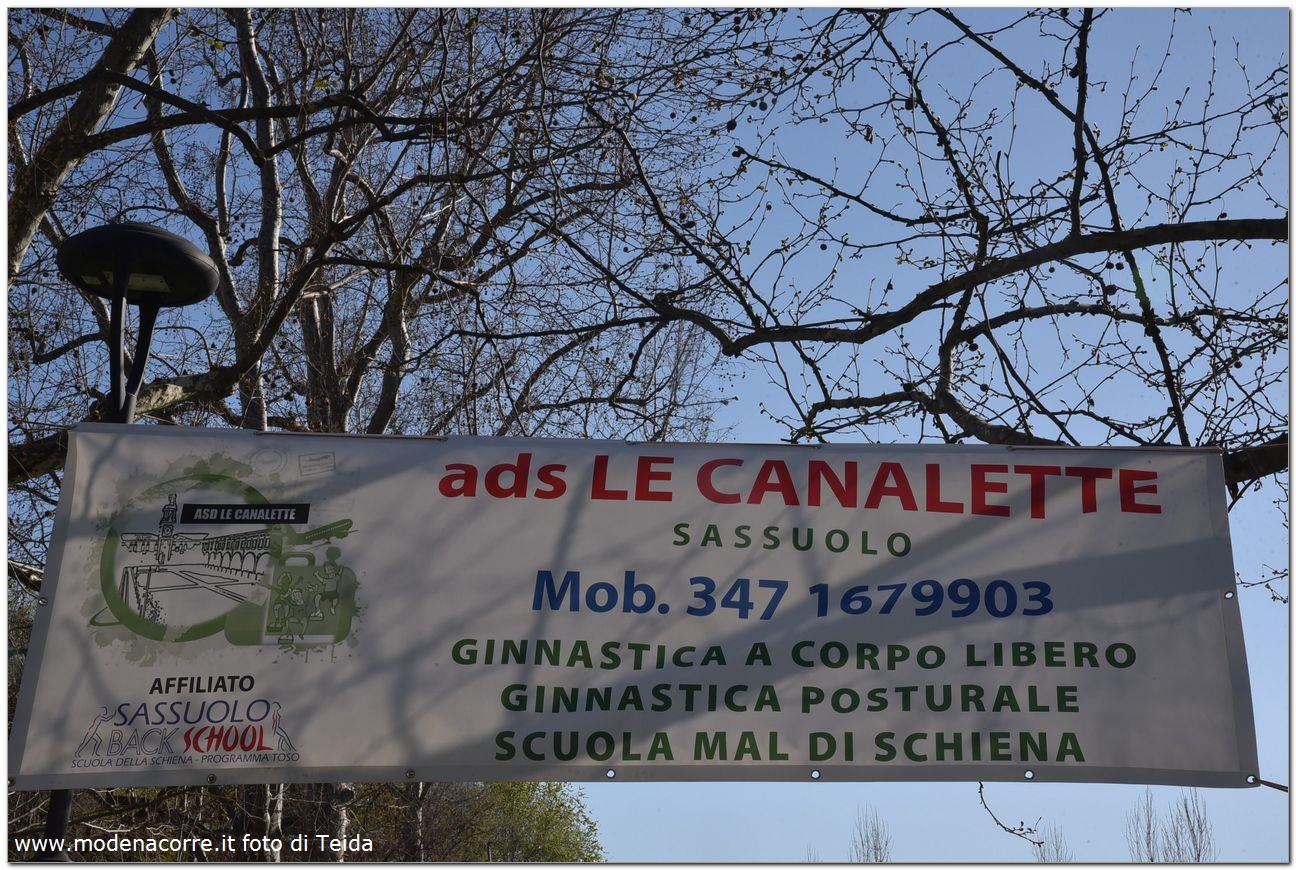 ads LE CANALETTE
SASSUOLO
Mob. 347 1679903
GINNASTICA A CORPO LIBERO
GINNASTICA POSTURALE
SCUOLA MAL DI SCHIENA
ASD LE CANALETTE
AFFILIATO
SASSUOLO
BACK SCHOOL
SCUOLA DELLA SCHIENA - PROGRAMMA TOSO
www.modenacorre.it foto di Teida